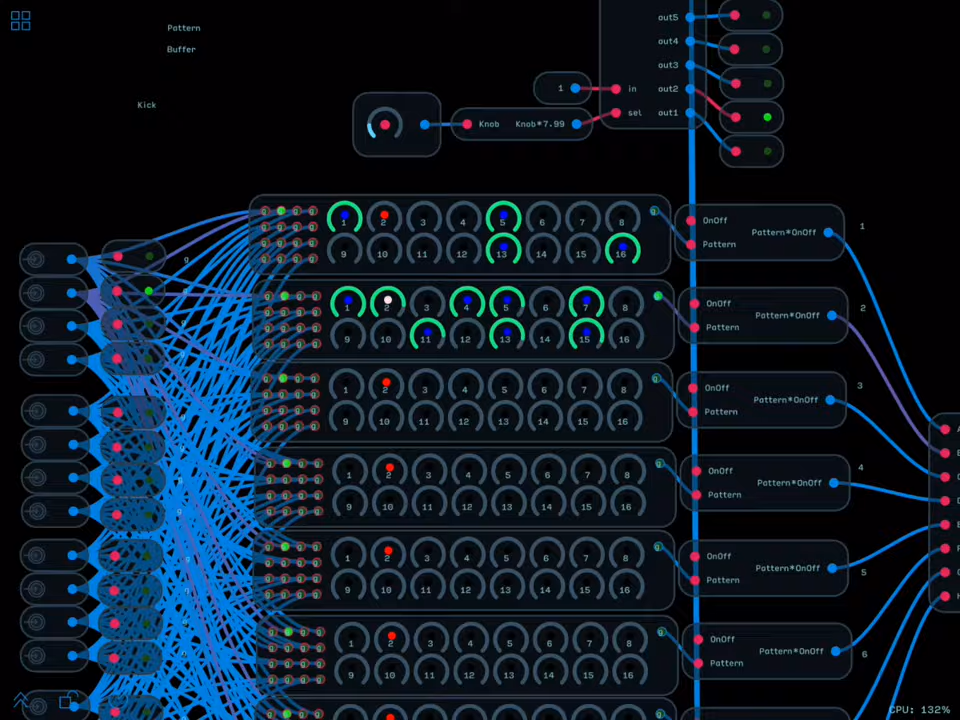 Pattern
Buffer
Kick
out5
out4
out3
out2
out1
1
in
sel
Knob
Knob*7.99
g g g g
1 2 3 4 5 6 7 8
9 10 11 12 13 14 15 16
g
OnOff
Pattern
Pattern*OnOff
1
1 2 3 4 5 6 7 8
9 10 11 12 13 14 15 16
OnOff
Pattern
Pattern*OnOff
2
1 2 3 4 5 6 7 8
9 10 11 12 13 14 15 16
g
OnOff
Pattern
Pattern*OnOff
3
1 2 3 4 5 6 7 8
9 10 11 12 13 14 15 16
g
OnOff
Pattern
Pattern*OnOff
4
1 2 3 4 5 6 7 8
9 10 11 12 13 14 15 16
g
OnOff
Pattern
Pattern*OnOff
5
1 2 3 4 5 6 7 8
9 10 11 12 13 14 15 16
g
OnOff
Pattern
Pattern*OnOff
6
CPU: 132%